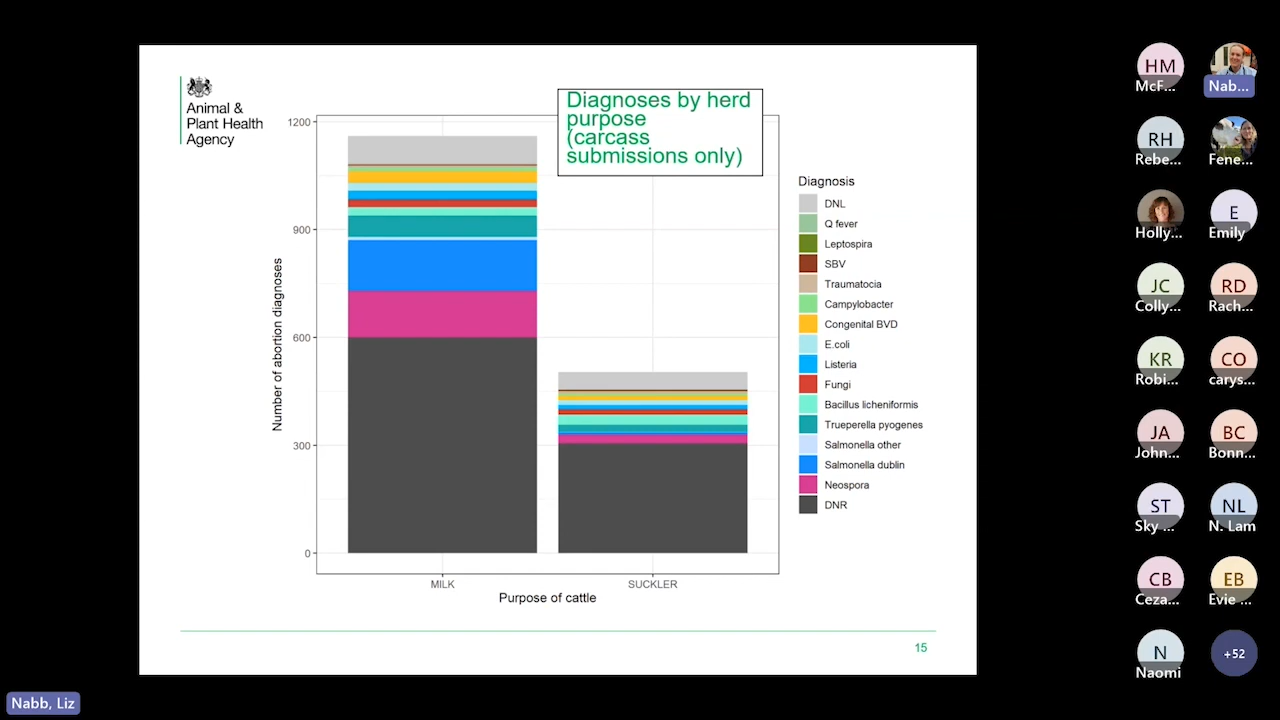 Animal &
Plant Health
Agency
Diagnoses by herd
purpose
(carcass
submissions only)
1200
900
600
300
0
Number of abortion diagnoses
MILK
SUCKLER
Purpose of cattle
Diagnosis
DNL
Q fever
Leptospira
SBV
Traumatocia
Campylobacter
Congenital BVD
E.coli
Listeria
Fungi
Bacillus licheniformis
Trueperella pyogenes
Salmonella other
Salmonella dublin
Neospora
DNR
15
Nabb, Liz
HM
McF...
Nab...
RH
Rebe...
Fene...
Holly...
E
Emily
JC
Colly...
RD
Rach...
KR
Robi...
CO
carys...
JA
John...
BC
Bonn...
ST
Sky ...
NL
N. Lam
CB
Ceza...
EB
Evie ...
N
Naomi
+52